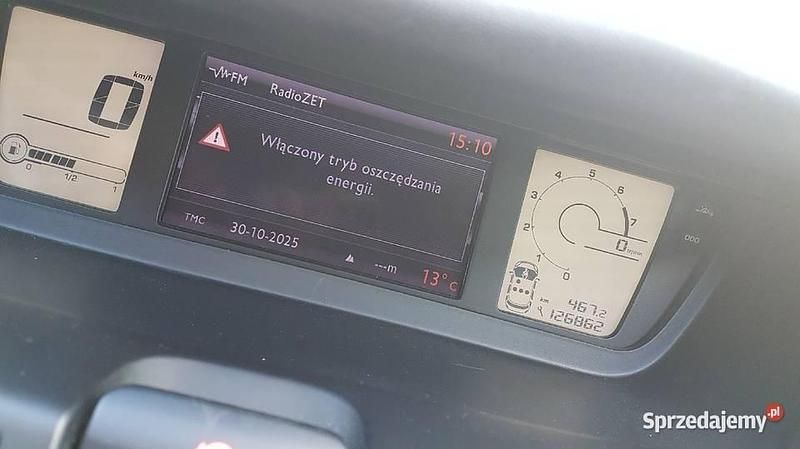 km/h
0
0 1/2 1
FM RadioZET
15:10
Włączony tryb oszczędzania
energii.
TMC 30-10-2025
---m 13°C
0 1 2 3 4 5 6 7
0
km 467.2
126862
Sprzedajemy.pl